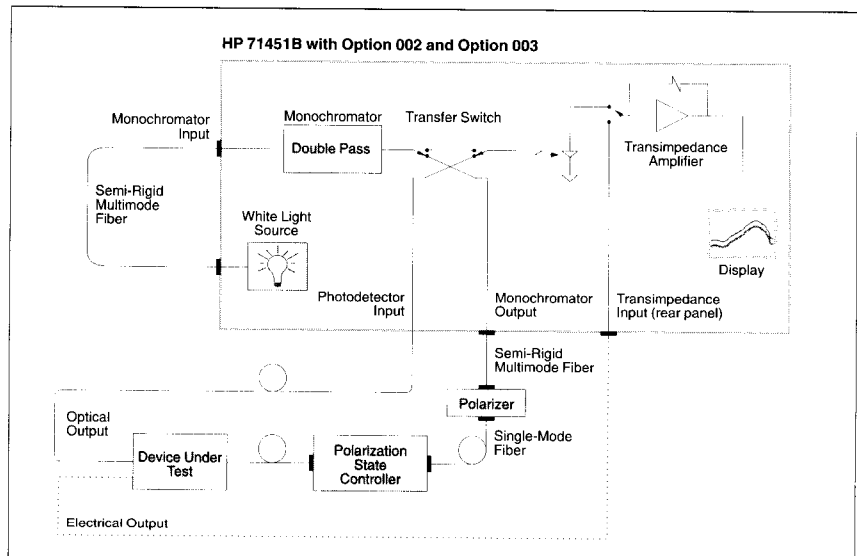 HP 71451B with Option 002 and Option 003
Monochromator
Input
Monochromator
Double Pass
Transfer Switch
Transimpedance
Amplifier
Semi-Rigid
Multimode
Fiber
White Light
Source
Display
Photodetector
Input
Monochromator
Output
Transimpedance
Input (rear panel)
Semi-Rigid
Multimode Fiber
Polarizer
Optical
Output
Single-Mode
Fiber
Device Under
Test
Polarization
State
Controller
Electrical Output